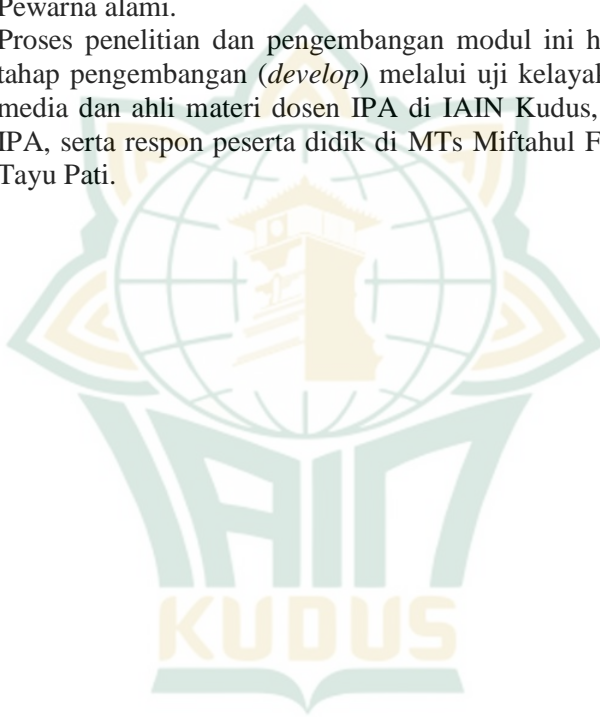 Pewarna alami.
Proses penelitian dan pengembangan modul ini
tahap pengembangan (develop) melalui uji
media dan ahli materi dosen IPA di IAIN Kudus,
IPA, serta respon peserta didik di MTs Miftahul
Tayu Pati.
IAIN
KUDUS